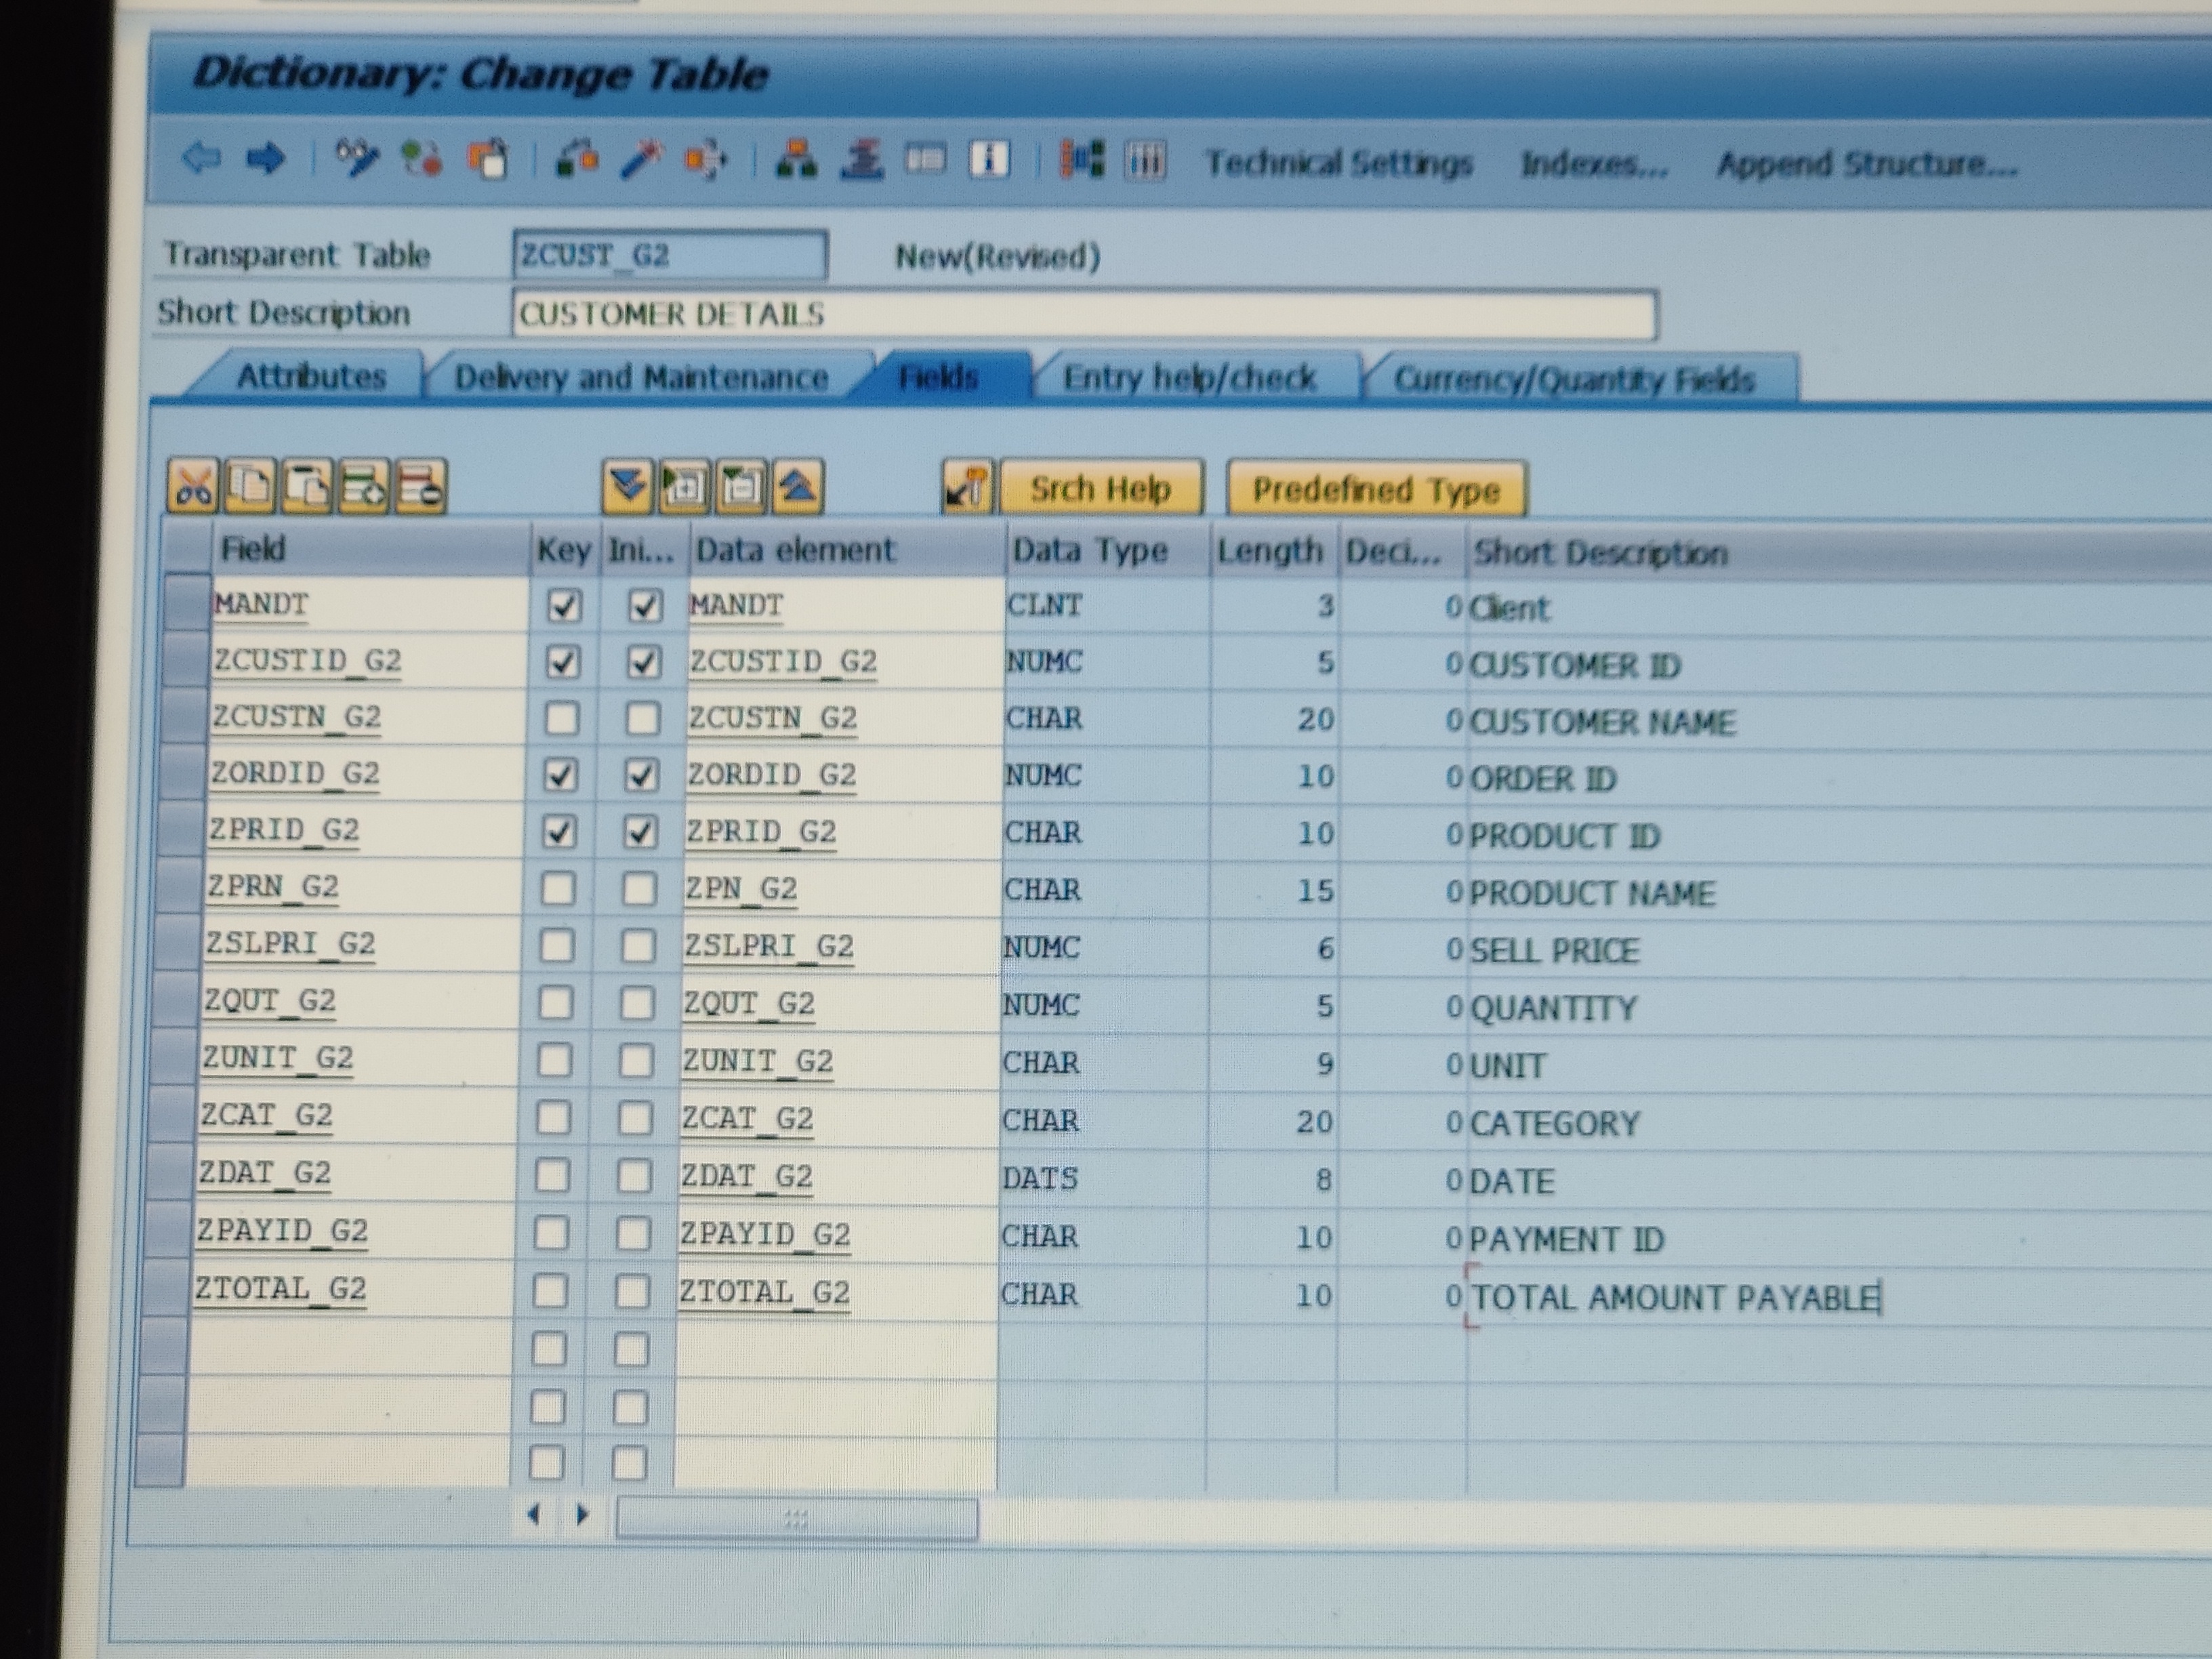 Dictionary: Change Table
Technical Settings Indexes... Append Structure...
Transparent Table ZCUST_G2 New(Revised)
Short Description CUSTOMER DETAILS
Attributes Delivery and Maintenance Fields Entry help/check Currency/Quantity Fields
Srch Help Predefined Type
Field Key Ini... Data element Data Type Length Deci... Short Description
MANDT MANDT CLNT 3 0 Client
ZCUSTID_G2 ZCUSTID_G2 NUMC 5 0 CUSTOMER ID
ZCUSTN_G2 ZCUSTN_G2 CHAR 20 0 CUSTOMER NAME
ZORDID_G2 ZORDID_G2 NUMC 10 0 ORDER ID
ZPRID_G2 ZPRID_G2 CHAR 10 0 PRODUCT ID
ZPRN_G2 ZPN_G2 CHAR 15 0 PRODUCT NAME
ZSLPRI_G2 ZSLPRI_G2 NUMC 6 0 SELL PRICE
ZQUT_G2 ZQUT_G2 NUMC 5 0 QUANTITY
ZUNIT_G2 ZUNIT_G2 CHAR 9 0 UNIT
ZCAT_G2 ZCAT_G2 CHAR 20 0 CATEGORY
ZDAT_G2 ZDAT_G2 DATS 8 0 DATE
ZPAYID_G2 ZPAYID_G2 CHAR 10 0 PAYMENT ID
ZTOTAL_G2 ZTOTAL_G2 CHAR 10 0 TOTAL AMOUNT PAYABLE